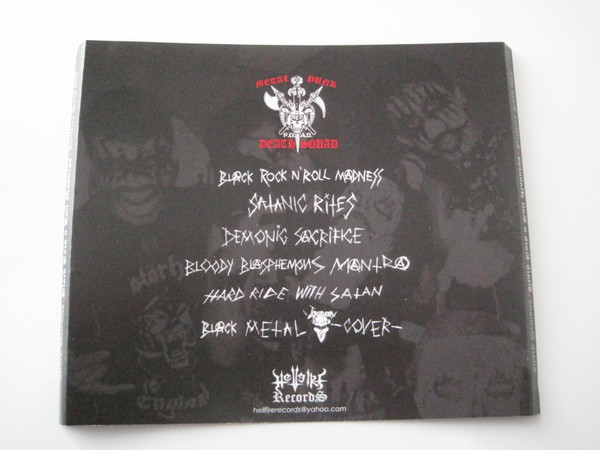 METAL PUNK
F.O.A.D.
DEATH SQUAD
BLACK ROCK N' ROLL MADNESS
SATANIC RITES
DEMONIC SACRIFICE
BLOODY BLASPHEMOUS MANTRA
HARD RIDE WITH SATAN
BLACK METAL VENOM -COVER-
Hellfire
Records
hellfirerecords@yahoo.com